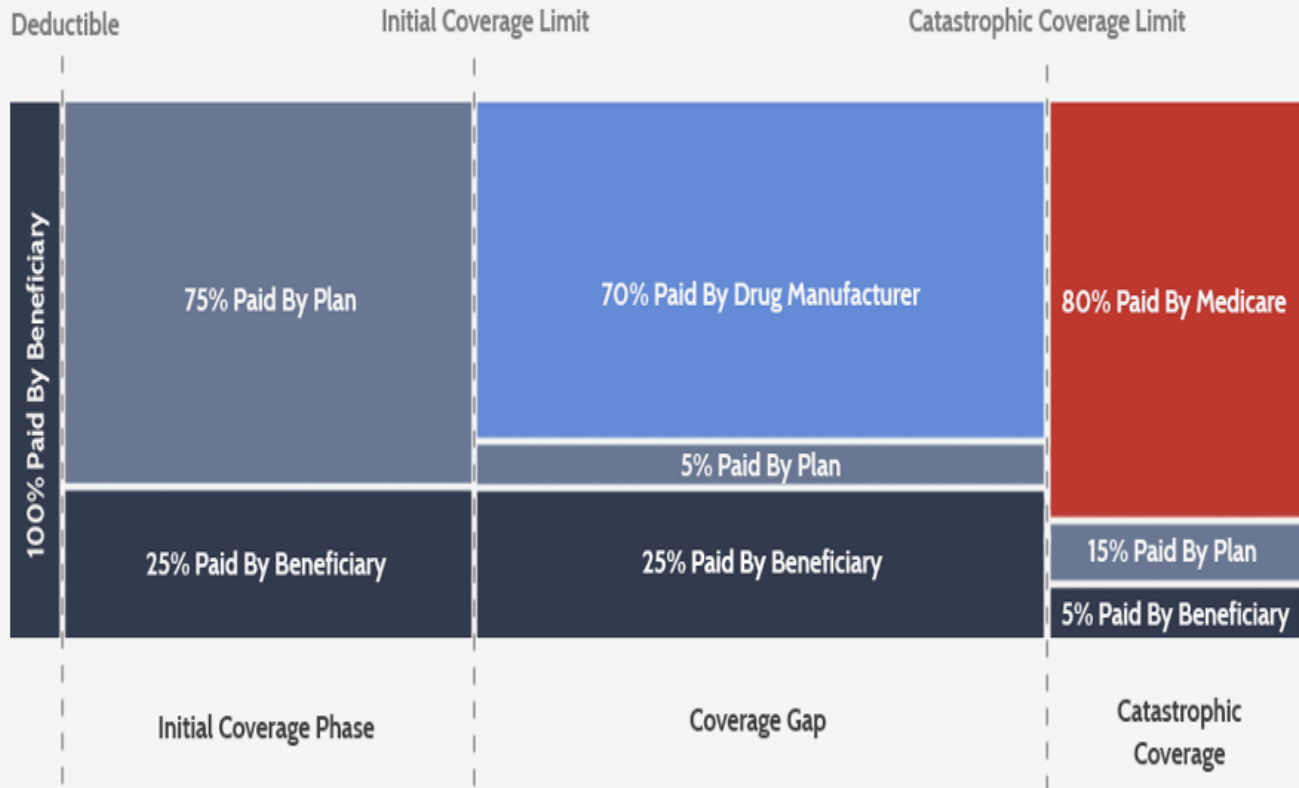 Deductible
Initial Coverage Limit
Catastrophic Coverage Limit
100% Paid By Beneficiary
75% Paid By Plan
70% Paid By Drug Manufacturer
80% Paid By Medicare
5% Paid By Plan
25% Paid By Beneficiary
25% Paid By Beneficiary
15% Paid By Plan
5% Paid By Beneficiary
Initial Coverage Phase
Coverage Gap
Catastrophic
Coverage